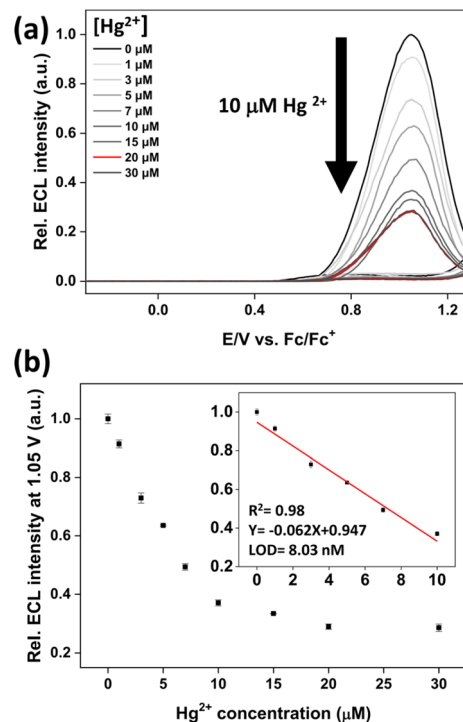 (a)
[Hg2+]
0 μM
1 μM
3 μM
5 μM
7 μM
10 μM
15 μM
20 μM
30 μM
10 μM Hg 2+
Rel. ECL intensity (a.u.)
1.0
0.8
0.6
0.4
0.2
0.0
0.0 0.4 0.8 1.2
E/V vs. Fc/Fc+
(b)
Rel. ECL intensity at 1.05 V (a.u.)
1.0
0.8
0.6
0.4
0.2
1.0
0.8
0.6
0.4
0.2
R2= 0.98
Y= -0.062X+0.947
LOD= 8.03 nM
0 2 4 6 8 10
0 5 10 15 20 25 30
Hg2+ concentration (μM)